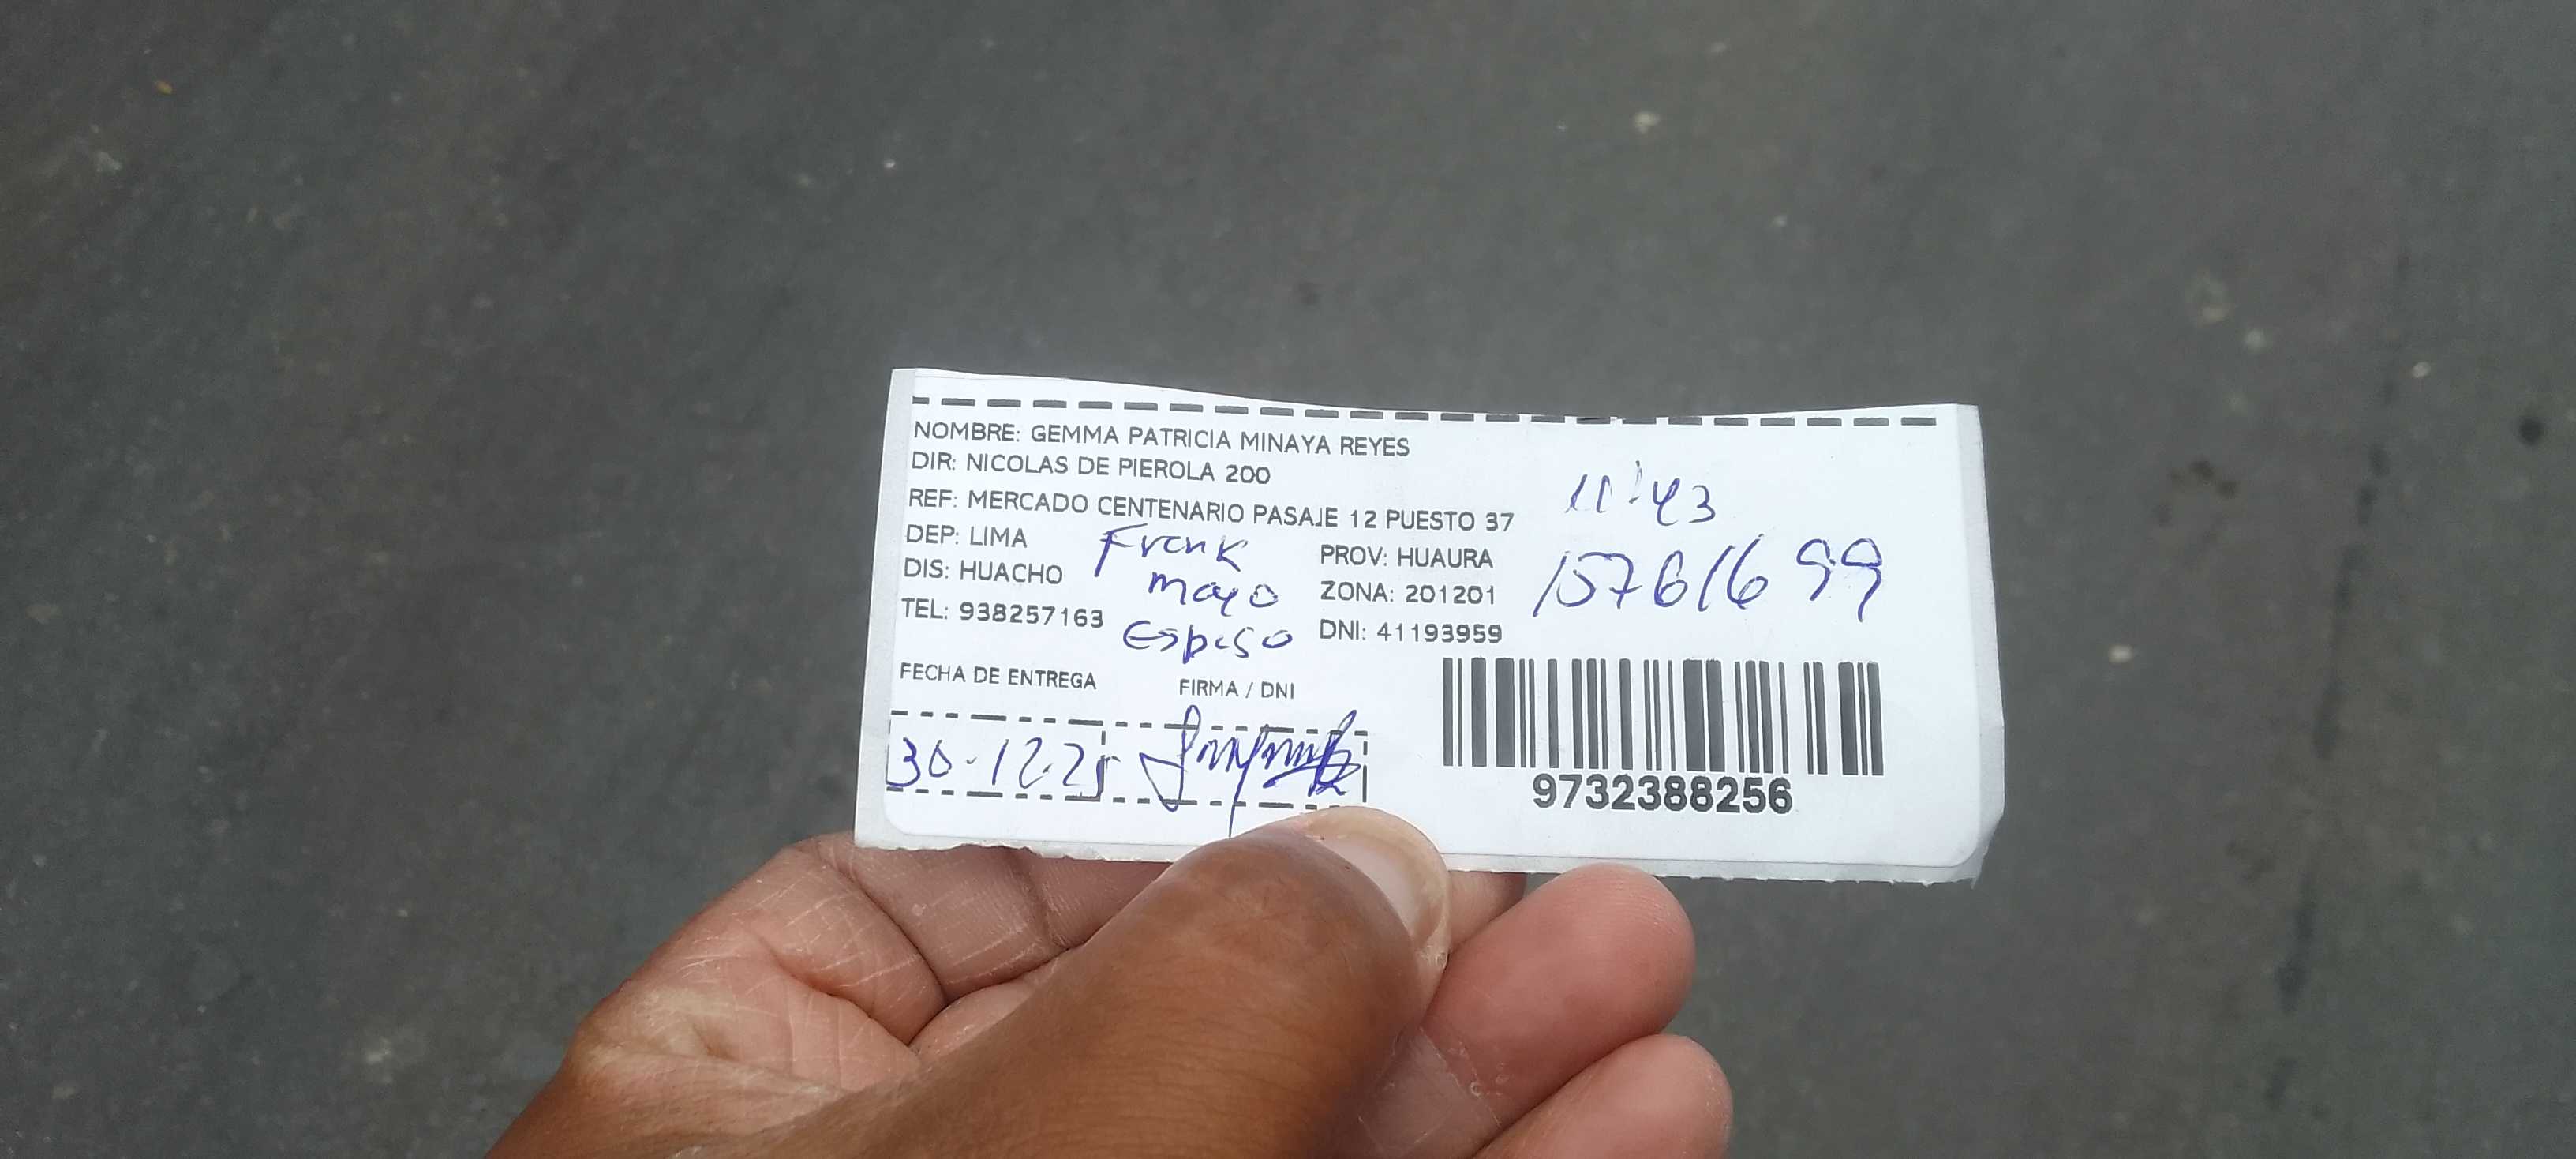 NOMBRE: GEMMA PATRICIA MINAYA REYES
DIR: NICOLAS DE PIEROLA 200
REF: MERCADO CENTENARIO PASAJE 12 PUESTO 37
11:43
DEP: LIMA
Frank
PROV: HUAURA
DIS: HUACHO
mayo
ZONA: 201201
15761699
TEL: 938257163
Esposo
DNI: 41193959
FECHA DE ENTREGA
FIRMA / DNI
30.12.25
9732388256